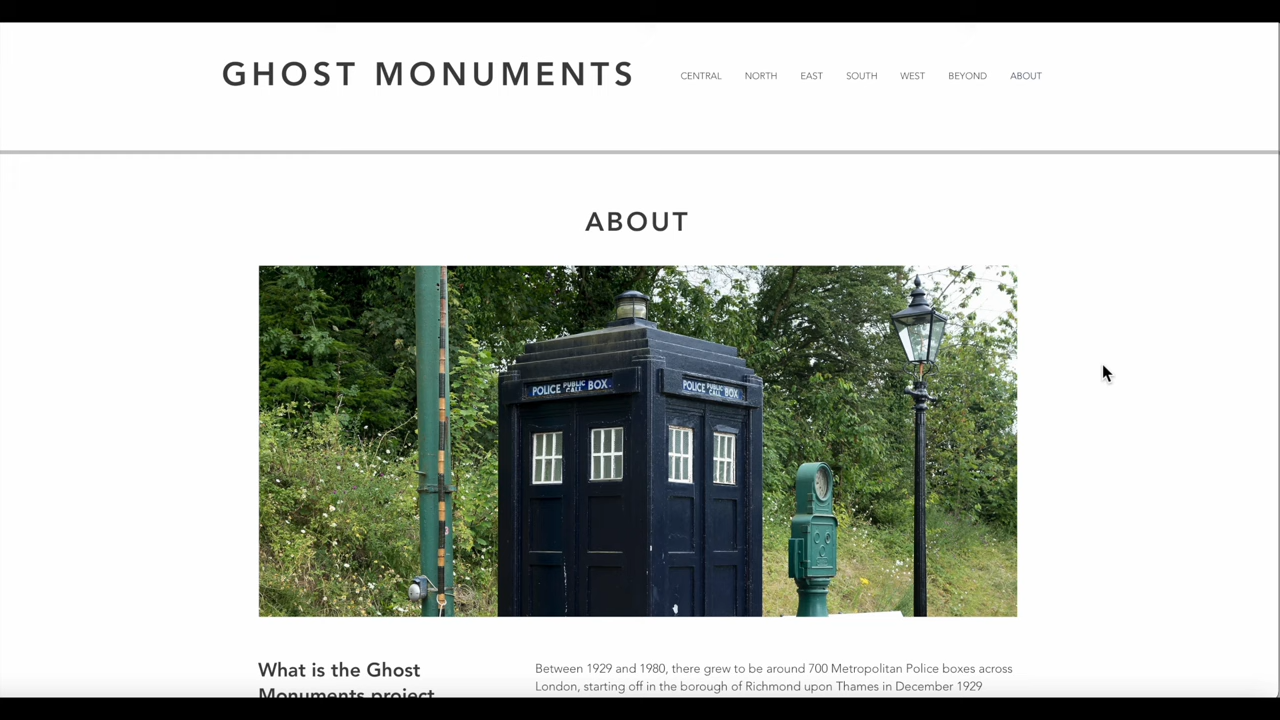 GHOST MONUMENTS
CENTRAL NORTH EAST SOUTH WEST BEYOND ABOUT
ABOUT
POLICE PUBLIC CALL BOX
POLICE PUBLIC CALL BOX
What is the Ghost
Monuments project
Between 1929 and 1980, there grew to be around 700 Metropolitan Police boxes across
London, starting off in the borough of Richmond upon Thames in December 1929